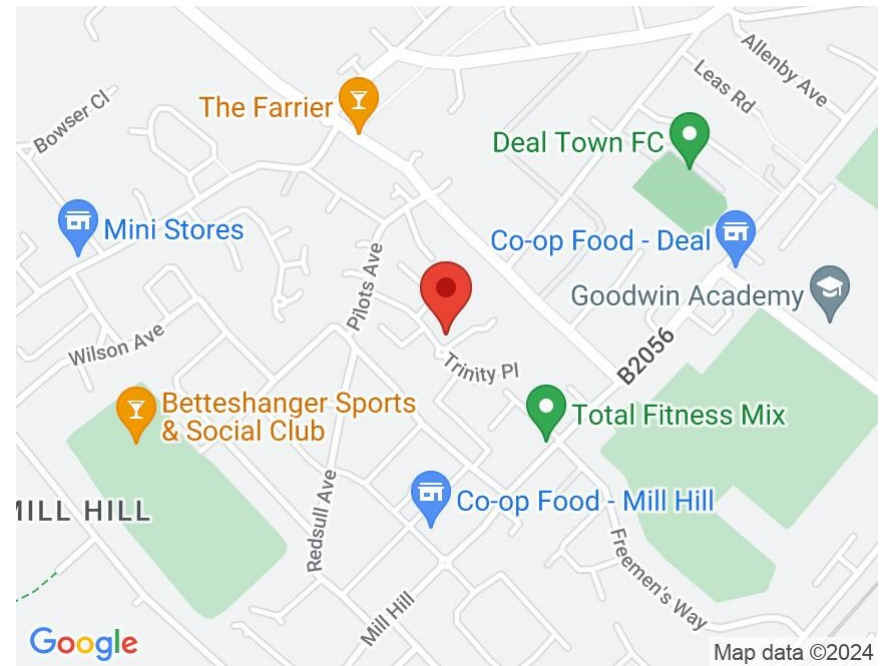 Allenby Ave
Leas Rd
Bowser Cl
The Farrier
Deal Town FC
Mini Stores
Co-op Food - Deal
Pilots Ave
Goodwin Academy
Wilson Ave
B2056
Trinity Pl
Betteshanger Sports
& Social Club
Total Fitness Mix
MILL HILL
Redsull Ave
Co-op Food - Mill Hill
Freemen's Way
Mill Hill
Google
Map data ©2024